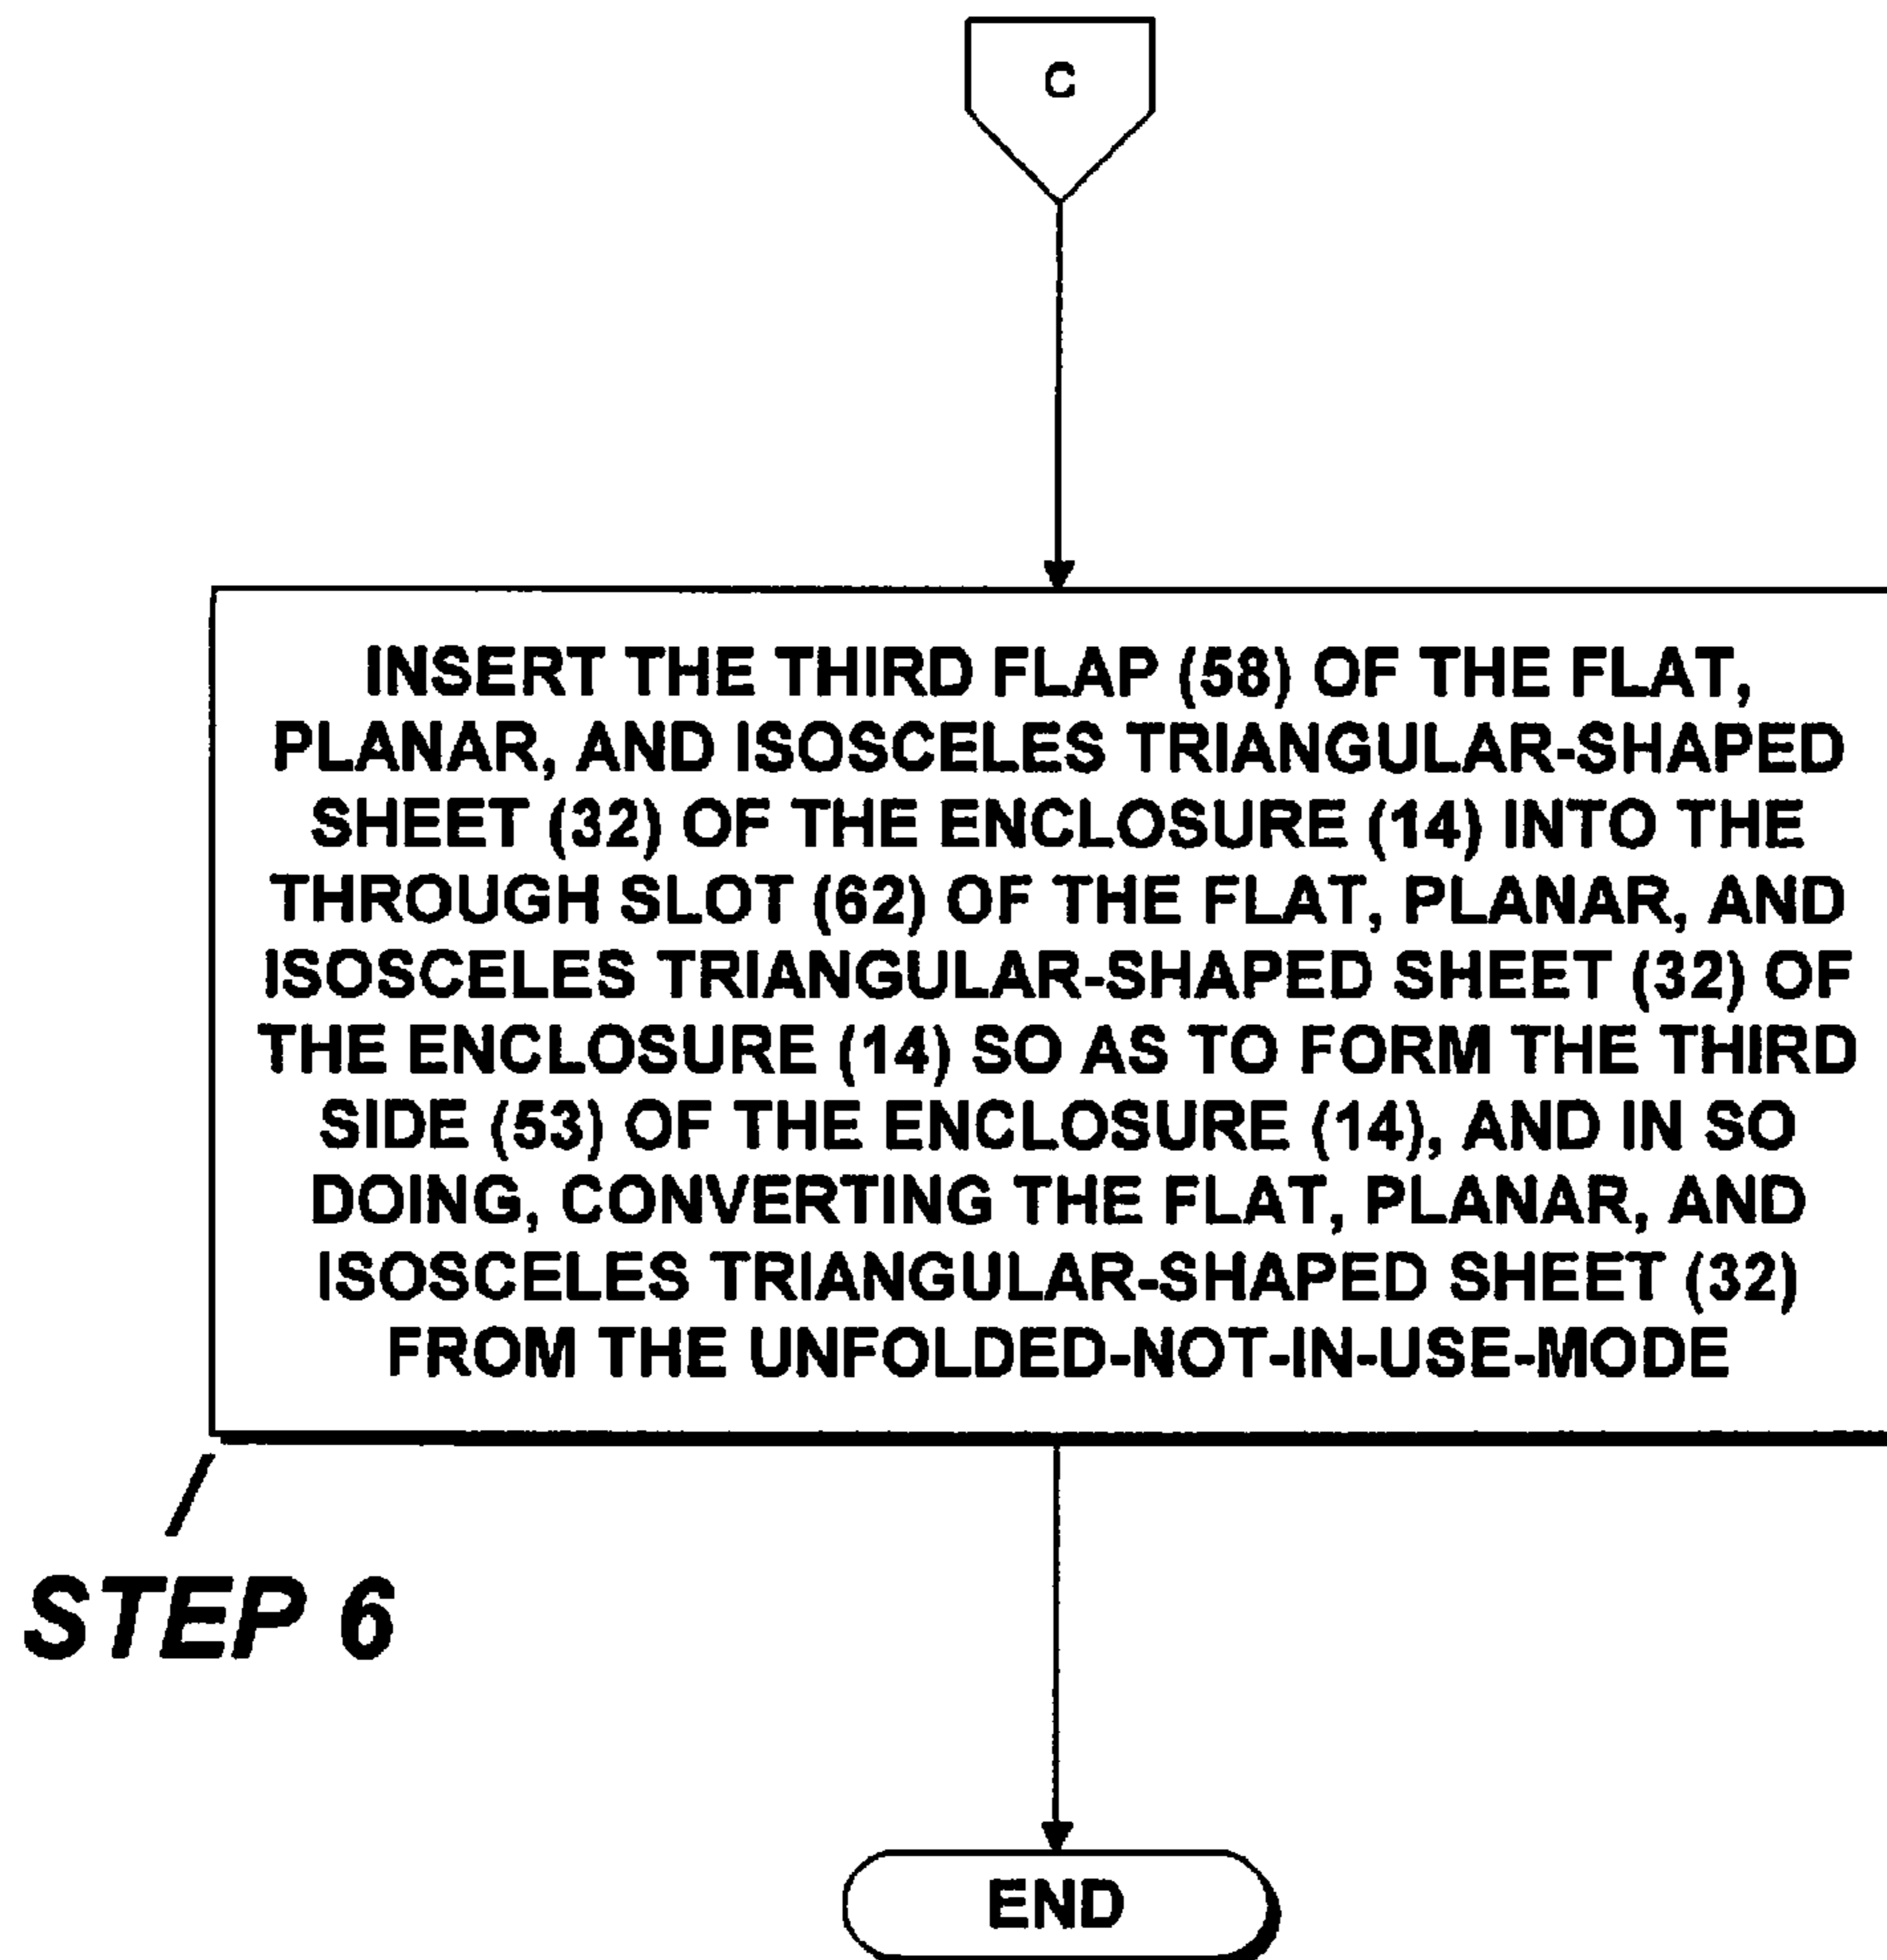 C
INSERT THE THIRD FLAP (58) OF THE FLAT,
PLANAR, AND ISOSCELES TRIANGULAR-SHAPED
SHEET (32) OF THE ENCLOSURE (14) INTO THE
THROUGH SLOT (62) OF THE FLAT, PLANAR, AND
ISOSCELES TRIANGULAR-SHAPED SHEET (32) OF
THE ENCLOSURE (14) SO AS TO FORM THE THIRD
SIDE (53) OF THE ENCLOSURE (14), AND IN SO
DOING, CONVERTING THE FLAT, PLANAR, AND
ISOSCELES TRIANGULAR-SHAPED SHEET (32)
FROM THE UNFOLDED-NOT-IN-USE-MODE
STEP 6
END